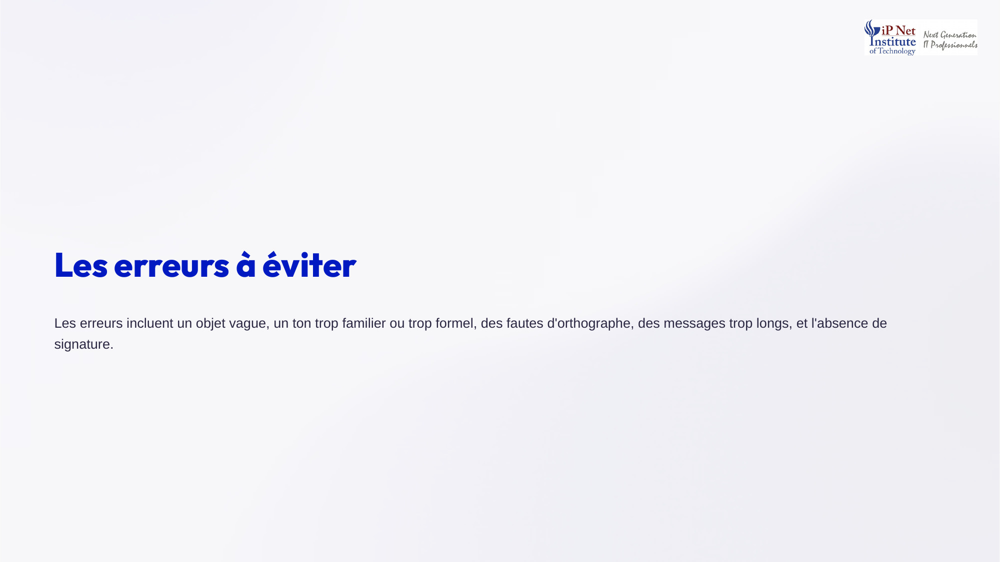 iP Net
Institute
of Technology
Next Generation
IT Professionnels
Les erreurs à éviter
Les erreurs incluent un objet vague, un ton trop familier ou trop formel, des fautes d'orthographe, des messages trop longs, et l'absence de
signature.